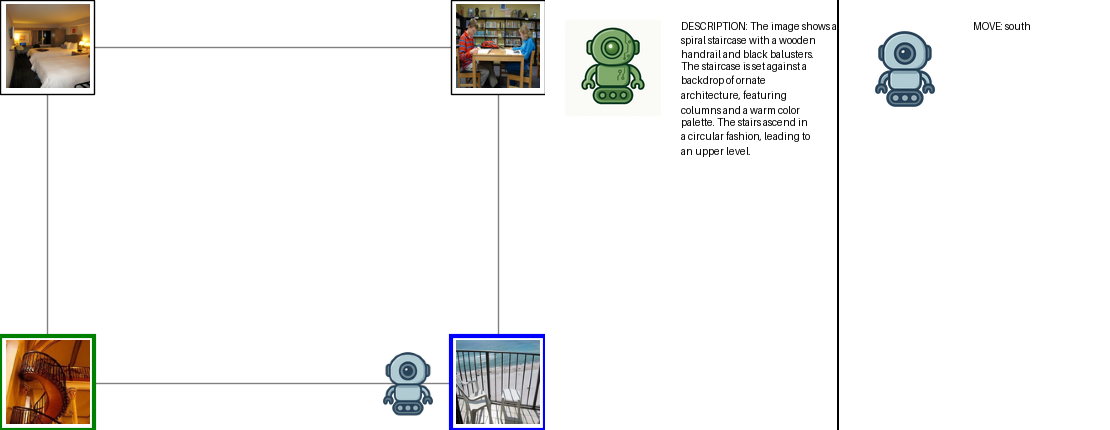 DESCRIPTION: The image shows a
spiral staircase with a wooden
handrail and black balusters.
The staircase is set against a
backdrop of ornate
architecture, featuring
columns and a warm color
palette. The stairs ascend in
a circular fashion, leading to
an upper level.
MOVE: south